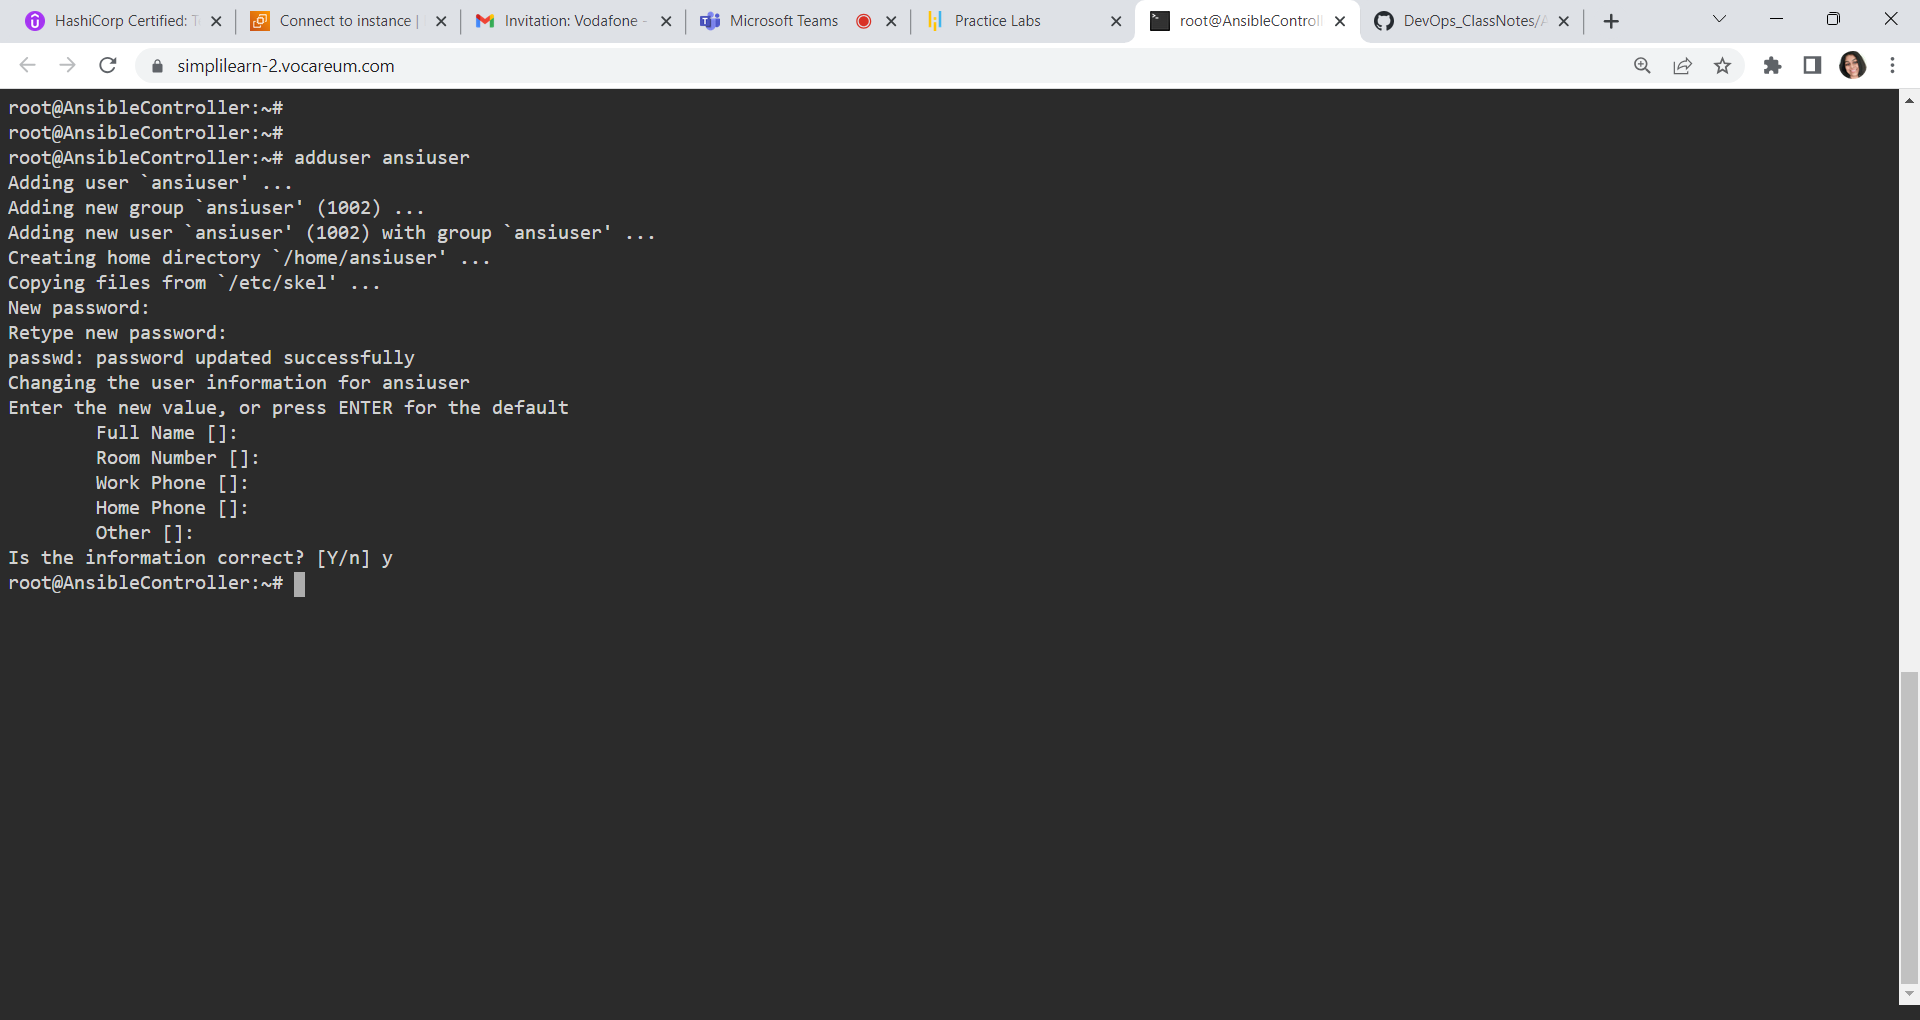 HashiCorp Certified: T
Connect to instance |
Invitation: Vodafone -
Microsoft Teams
Practice Labs
root@AnsibleControl
DevOps_ClassNotes/A
simplilearn-2.vocareum.com
root@AnsibleController:~#
root@AnsibleController:~#
root@AnsibleController:~# adduser ansiuser
Adding user `ansiuser' ...
Adding new group `ansiuser' (1002) ...
Adding new user `ansiuser' (1002) with group `ansiuser' ...
Creating home directory `/home/ansiuser' ...
Copying files from `/etc/skel' ...
New password:
Retype new password:
passwd: password updated successfully
Changing the user information for ansiuser
Enter the new value, or press ENTER for the default
Full Name []:
Room Number []:
Work Phone []:
Home Phone []:
Other []:
Is the information correct? [Y/n] y
root@AnsibleController:~#